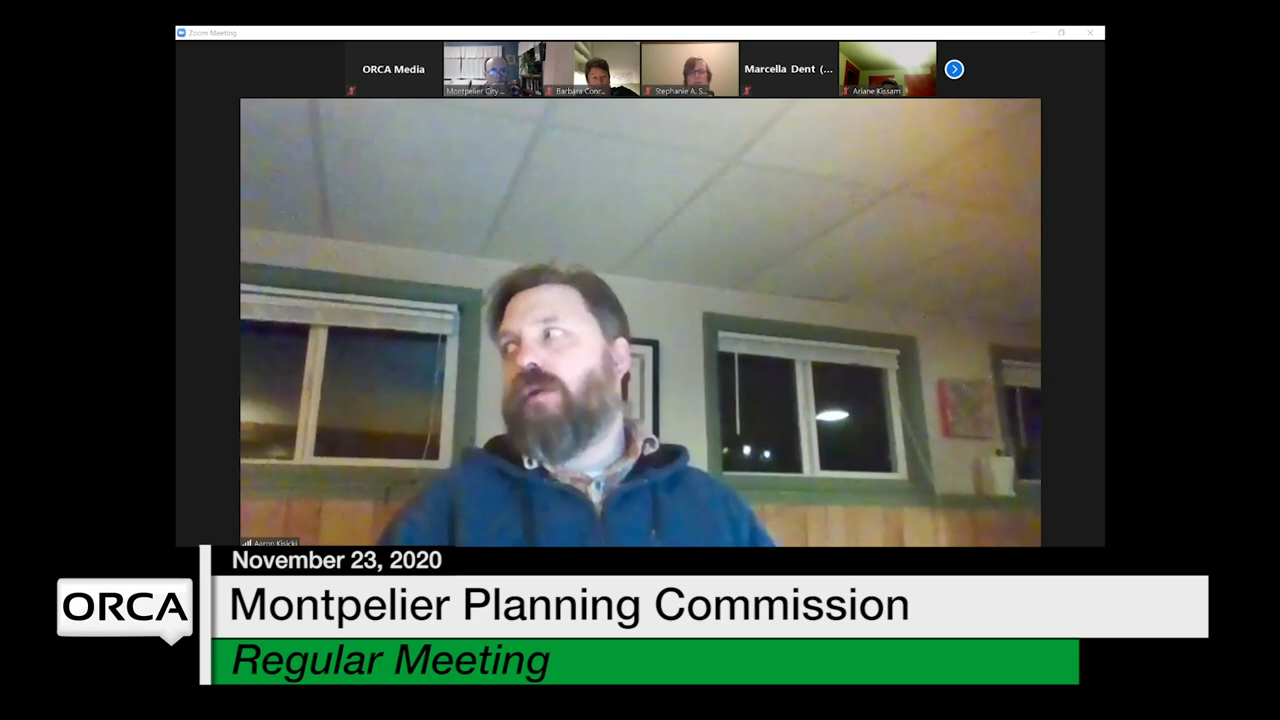 Zoom Meeting
ORCA Media
Montpelier City ...
Barbara Conr...
Stephanie A. S...
Marcella Dent (...
Ariane Kissam
Aaron Kisicki
November 23, 2020
ORCA
Montpelier Planning Commission
Regular Meeting